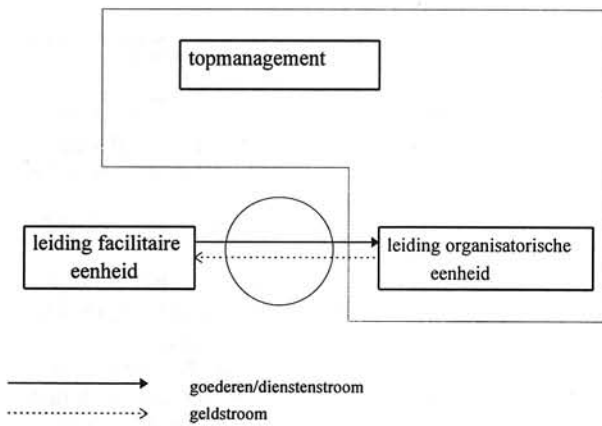 topmanagement
leiding facilitaire
eenheid
leiding organisatorische
eenheid
goederen/dienstenstroom
geldstroom